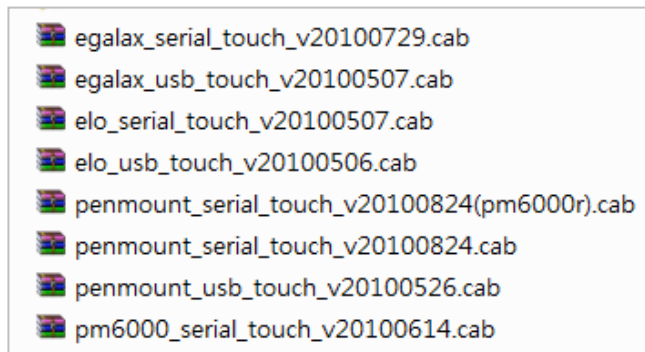 egalax_serial_touch_v20100729.cab
egalax_usb_touch_v20100507.cab
elo_serial_touch_v20100507.cab
elo_usb_touch_v20100506.cab
penmount_serial_touch_v20100824(pm6000r).cab
penmount_serial_touch_v20100824.cab
penmount_usb_touch_v20100526.cab
pm6000_serial_touch_v20100614.cab